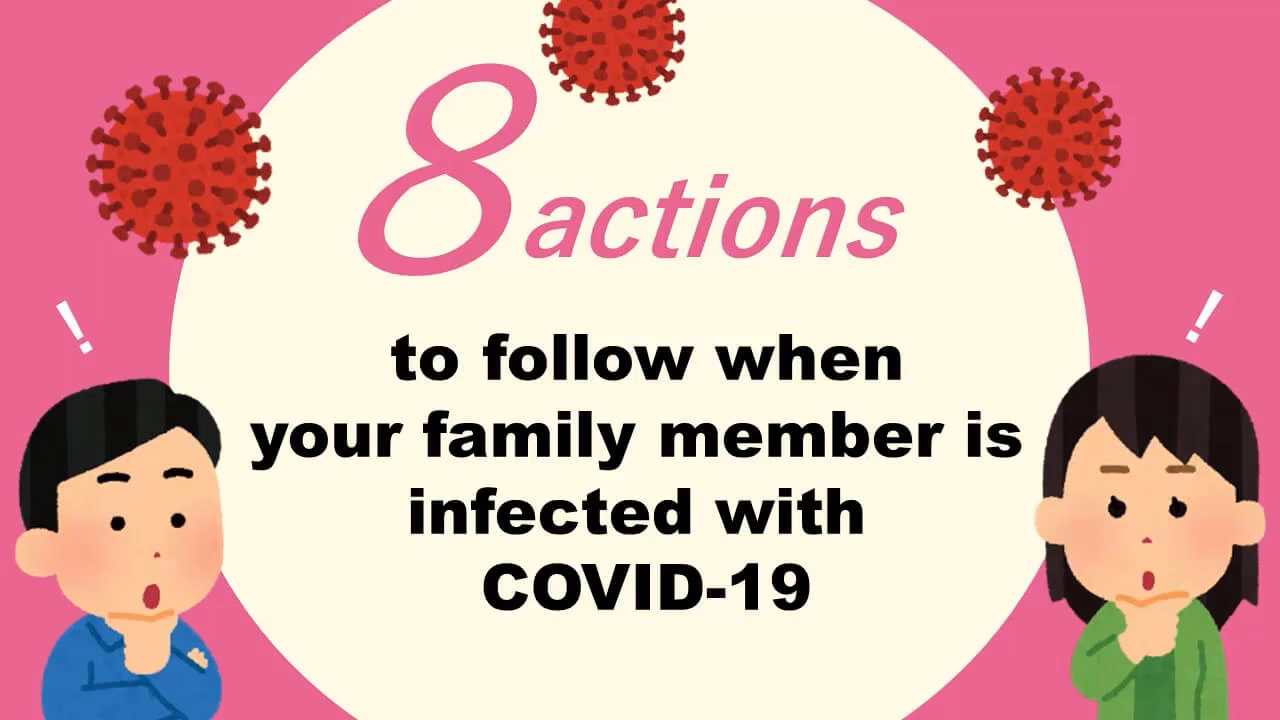 8 actions
to follow when
your family member is
infected with
COVID-19
!
!